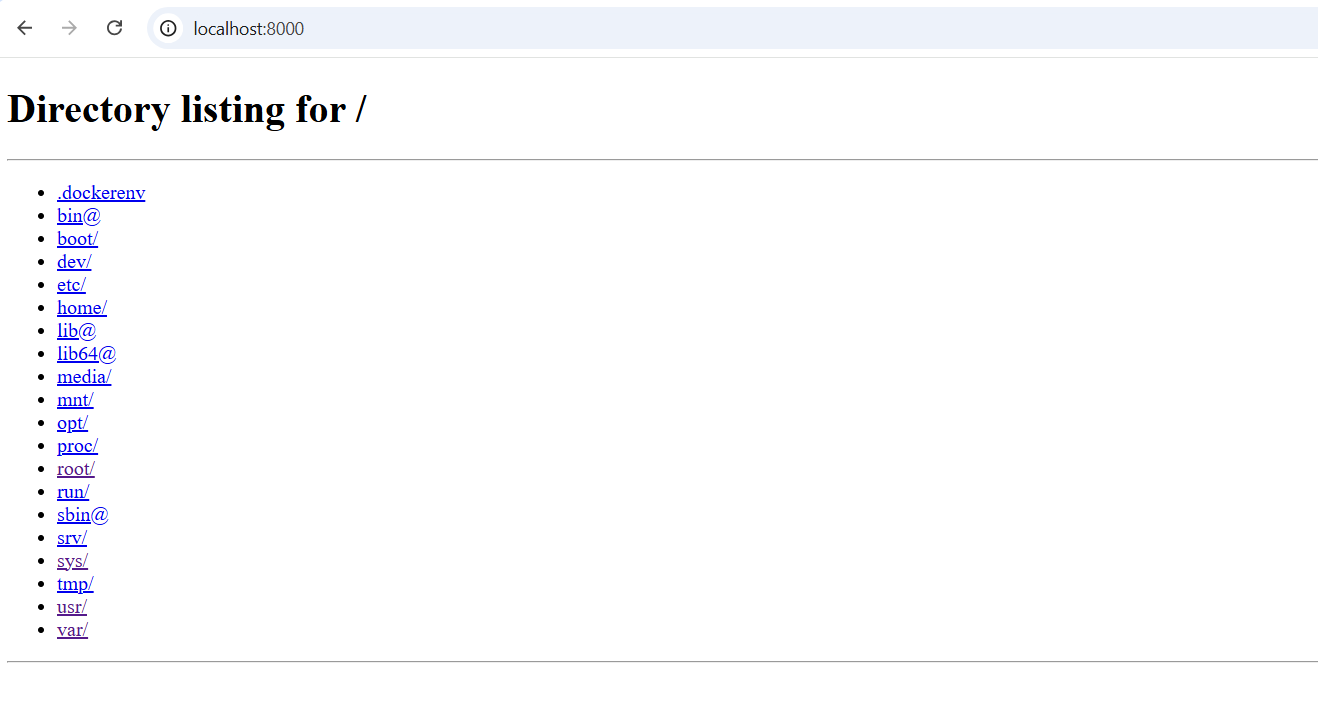 localhost:8000
Directory listing for /
.dockerenv
bin@
boot/
dev/
etc/
home/
lib@
lib64@
media/
mnt/
opt/
proc/
root/
run/
sbin@
srv/
sys/
tmp/
usr/
var/